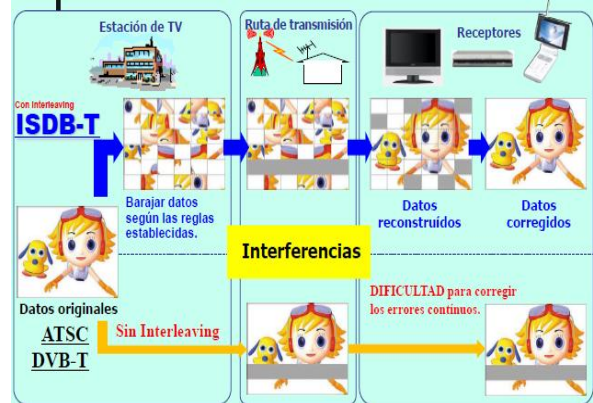 Estación de TV
Ruta de transmisión
Receptores
Con Interleaving
ISDB-T
Barajar datos
según las reglas
establecidas.
Datos
reconstruídos
Datos
corregidos
Interferencias
Datos originales
ATSC
DVB-T
Sin Interleaving
DIFICULTAD para corregir
los errores continuos.